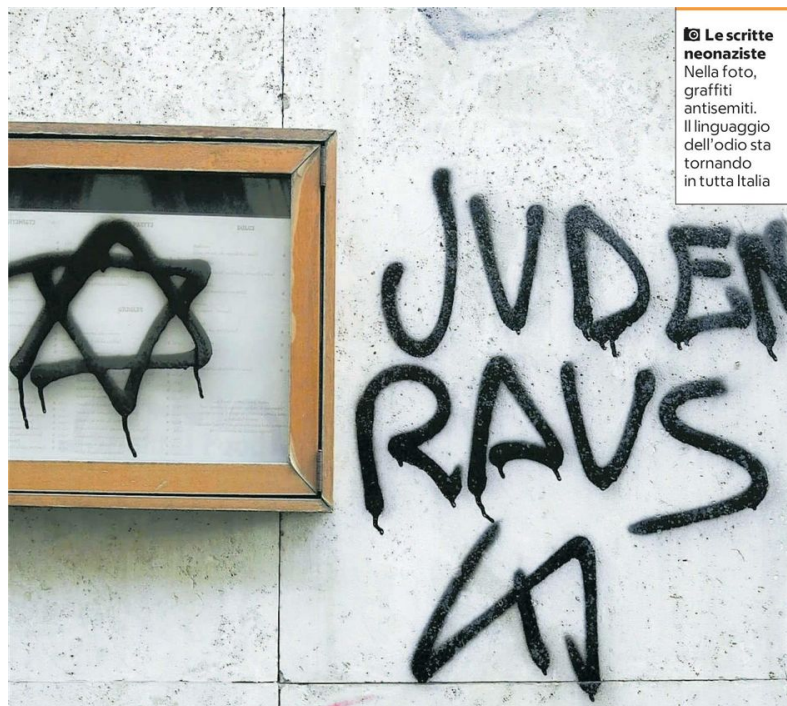 Le scritte
neonaziste
Nella foto,
graffiti
antisemiti.
Il linguaggio
dell'odio sta
tornando
in tutta Italia
JUDEN
RAUS